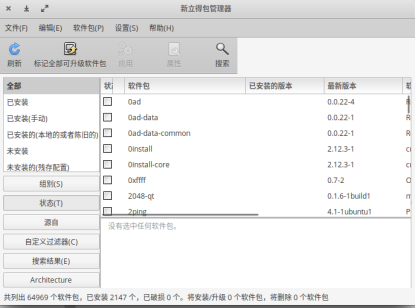 新立得包管理器
文件(F) 编辑(E) 软件包(P) 设置(S) 帮助(H)
刷新 标记全部可升级软件包 应用 属性 搜索
全部
已安装
已安装(手动)
已安装的(本地的或者陈旧的)
未安装
未安装的(残存配置)
组别(S)
状态(T)
源自
自定义过滤器(C)
搜索结果(E)
Architecture
状 软件包 已安装的版本 最新版本
0ad 0.0.22-4
0ad-data 0.0.22-1
0ad-data-common 0.0.22-1
0install 2.12.3-1
0install-core 2.12.3-1
0xffff 0.7-2
2048-qt 0.1.6-1build1
2ping 4.1-1ubuntu1
没有选中任何软件包。
共列出 64969 个软件包，已安装 2147 个，已破损 0 个。将安装/升级 0 个软件包，将删除 0 个软件包